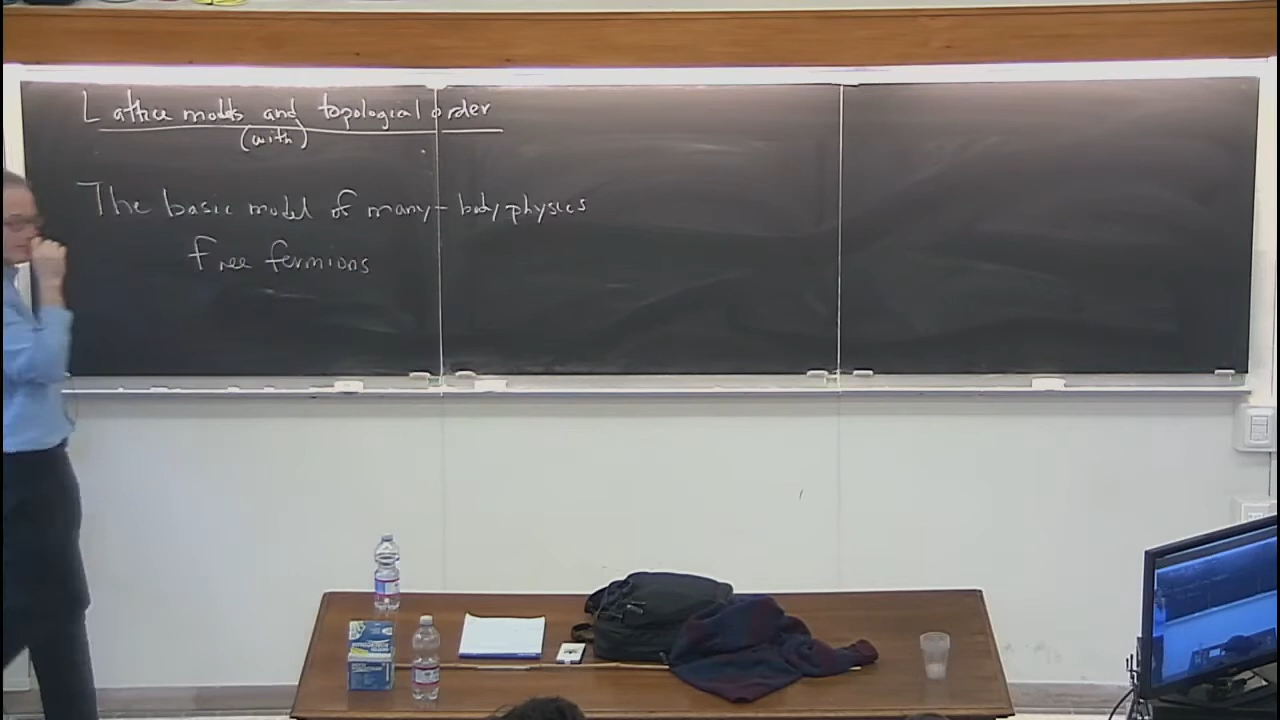 Lattice models and topological order
(with)
The basic model of many-body physics
Free fermions